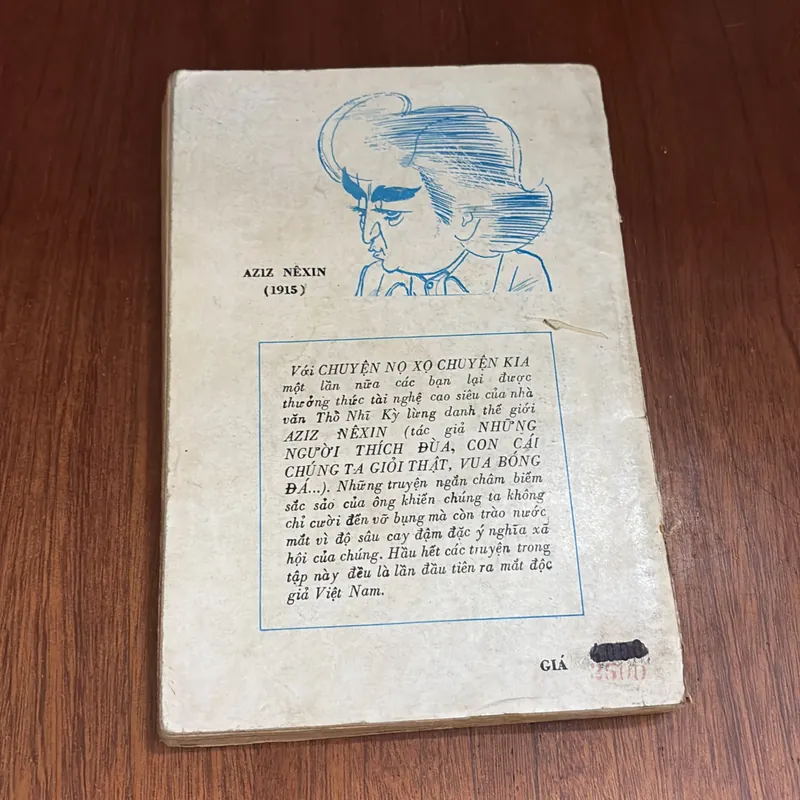 AZIZ NÊXIN
(1915)
Với CHUYỆN NỌ XỌ CHUYỆN KIA
một lần nữa các bạn lại được
thưởng thức tài nghệ cao siêu của nhà
văn Thổ Nhĩ Kỳ lừng danh thế giới
AZIZ NÊXIN (tác giả NHỮNG
NGƯỜI THÍCH ĐÙA, CON CÁI
CHÚNG TA GIỎI THẬT, VUA BÓNG
ĐÁ...). Những truyện ngắn châm biếm
sắc sảo của ông khiến chúng ta không
chỉ cười đến vỡ bụng mà còn trào nước
mắt vì độ sâu cay đậm đặc ý nghĩa xã
hội của chúng. Hầu hết các truyện trong
tập này đều là lần đầu tiên ra mắt độc
giả Việt Nam.
GIÁ
2500